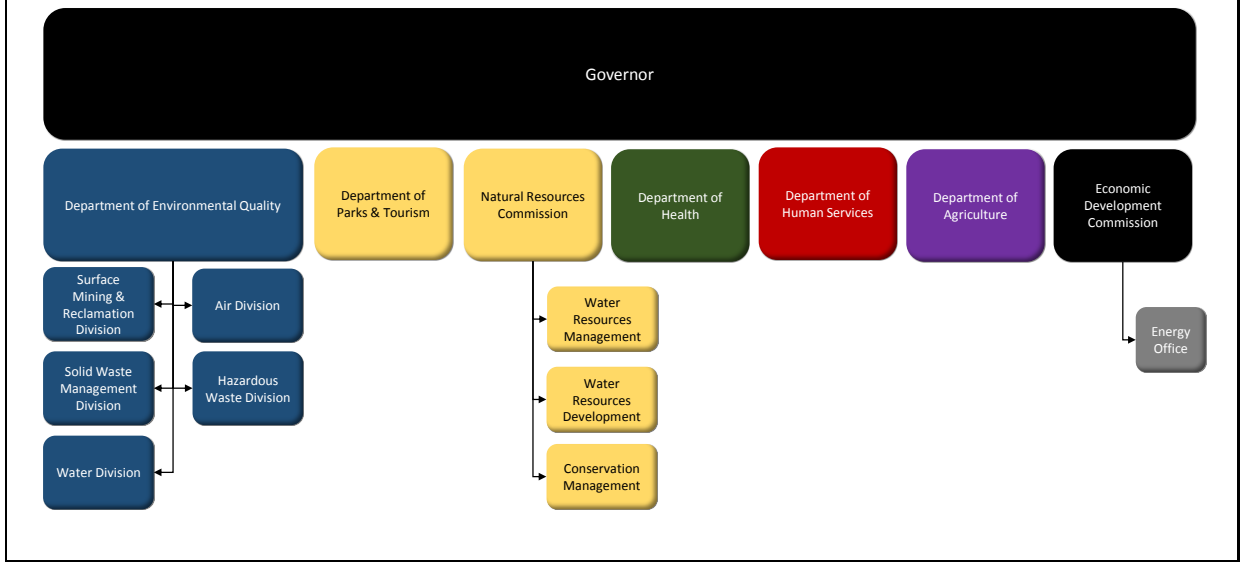 Governor
Department of Environmental Quality
Department of
Parks & Tourism
Natural Resources
Commission
Department of
Health
Department of
Human Services
Department of
Agriculture
Economic
Development
Commission
Surface
Mining &
Reclamation
Division
Air Division
Solid Waste
Management
Division
Hazardous
Waste Division
Water Division
Water
Resources
Management
Water
Resources
Development
Conservation
Management
Energy
Office